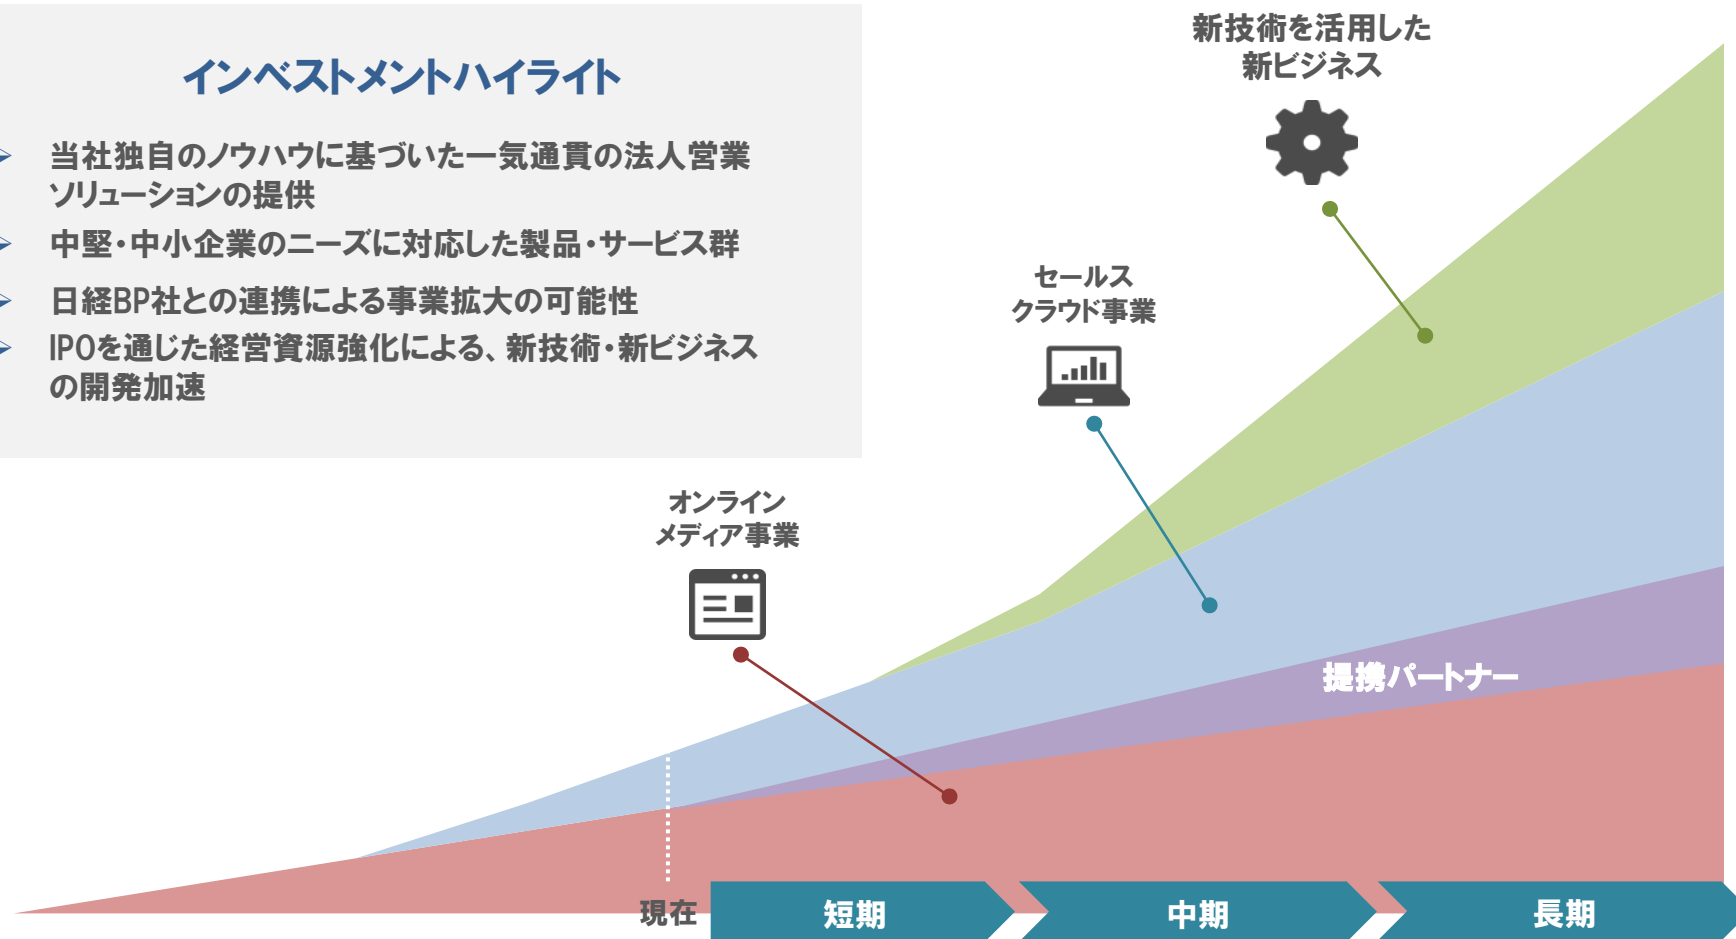 インベストメントハイライト
当社独自のノウハウに基づいた一気通貫の法人営業
ソリューションの提供
中堅・中小企業のニーズに対応した製品・サービス群
日経BP社との連携による事業拡大の可能性
IPOを通じた経営資源強化による、新技術・新ビジネス
の開発加速
新技術を活用した
新ビジネス
セールス
クラウド事業
オンライン
メディア事業
提携パートナー
現在
短期
中期
長期